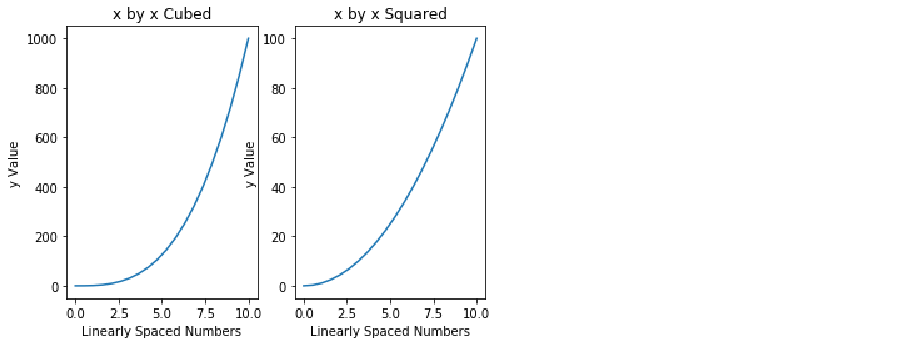 x by x Cubed
1000
800
600
400
200
0
y Value
0.0 2.5 5.0 7.5 10.0
Linearly Spaced Numbers
x by x Squared
100
80
60
40
20
0
y Value
0.0 2.5 5.0 7.5 10.0
Linearly Spaced Numbers